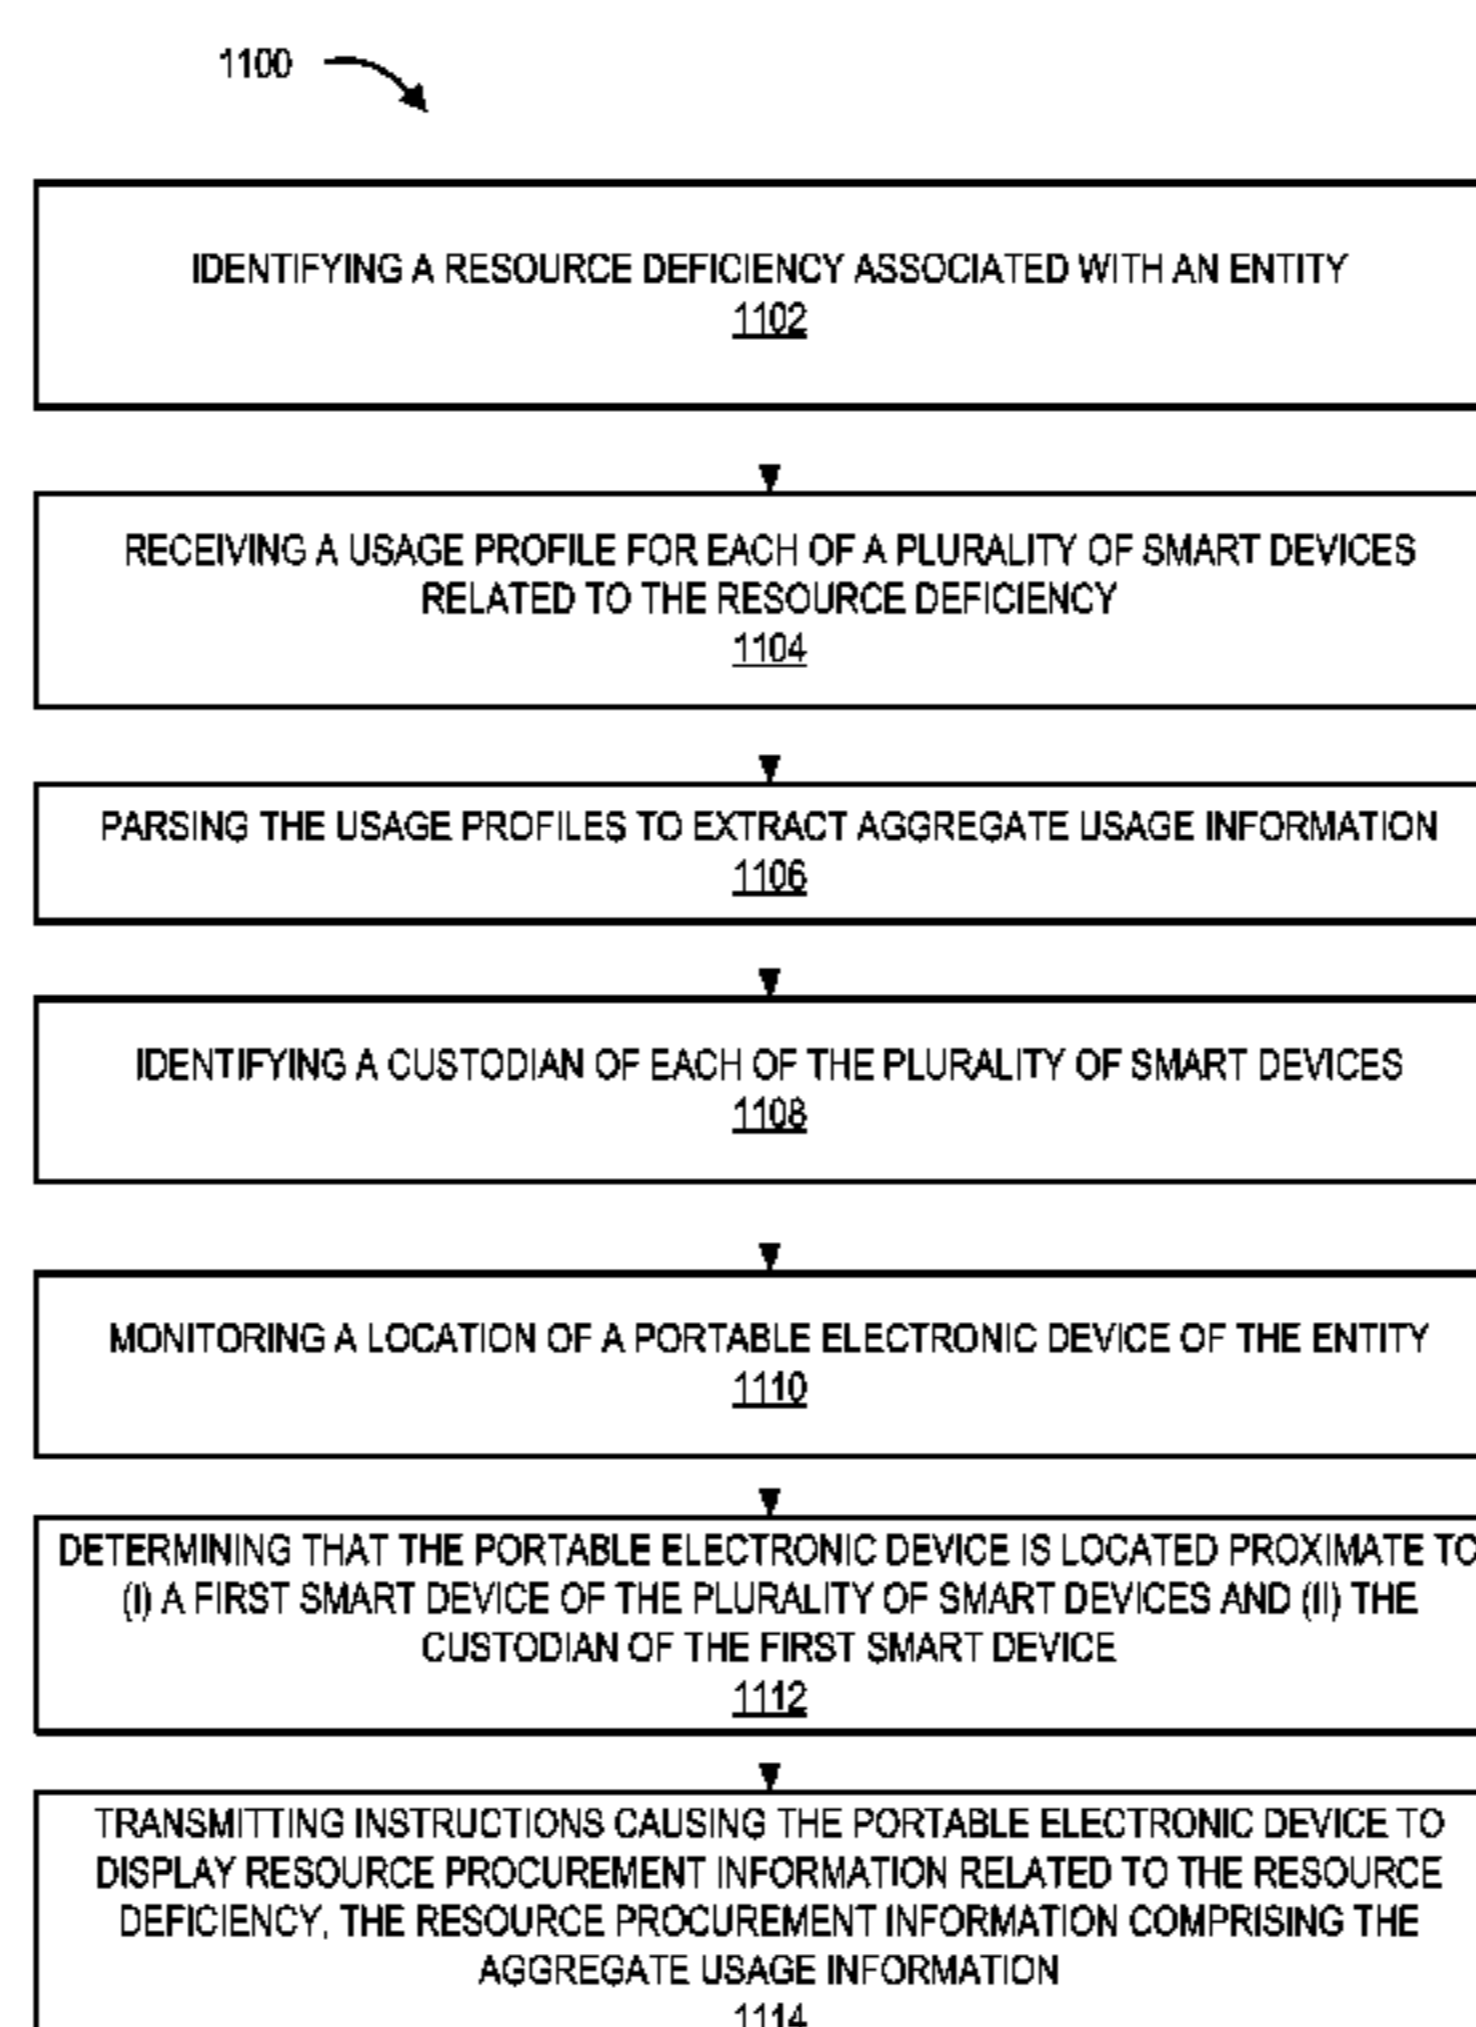 1100
IDENTIFYING A RESOURCE DEFICIENCY ASSOCIATED WITH AN ENTITY
1102
RECEIVING A USAGE PROFILE FOR EACH OF A PLURALITY OF SMART DEVICES
RELATED TO THE RESOURCE DEFICIENCY
1104
PARSING THE USAGE PROFILES TO EXTRACT AGGREGATE USAGE INFORMATION
1106
IDENTIFYING A CUSTODIAN OF EACH OF THE PLURALITY OF SMART DEVICES
1108
MONITORING A LOCATION OF A PORTABLE ELECTRONIC DEVICE OF THE ENTITY
1110
DETERMINING THAT THE PORTABLE ELECTRONIC DEVICE IS LOCATED PROXIMATE TO
(I) A FIRST SMART DEVICE OF THE PLURALITY OF SMART DEVICES AND (II) THE
CUSTODIAN OF THE FIRST SMART DEVICE
1112
TRANSMITTING INSTRUCTIONS CAUSING THE PORTABLE ELECTRONIC DEVICE TO
DISPLAY RESOURCE PROCUREMENT INFORMATION RELATED TO THE RESOURCE
DEFICIENCY, THE RESOURCE PROCUREMENT INFORMATION COMPRISING THE
AGGREGATE USAGE INFORMATION
1114